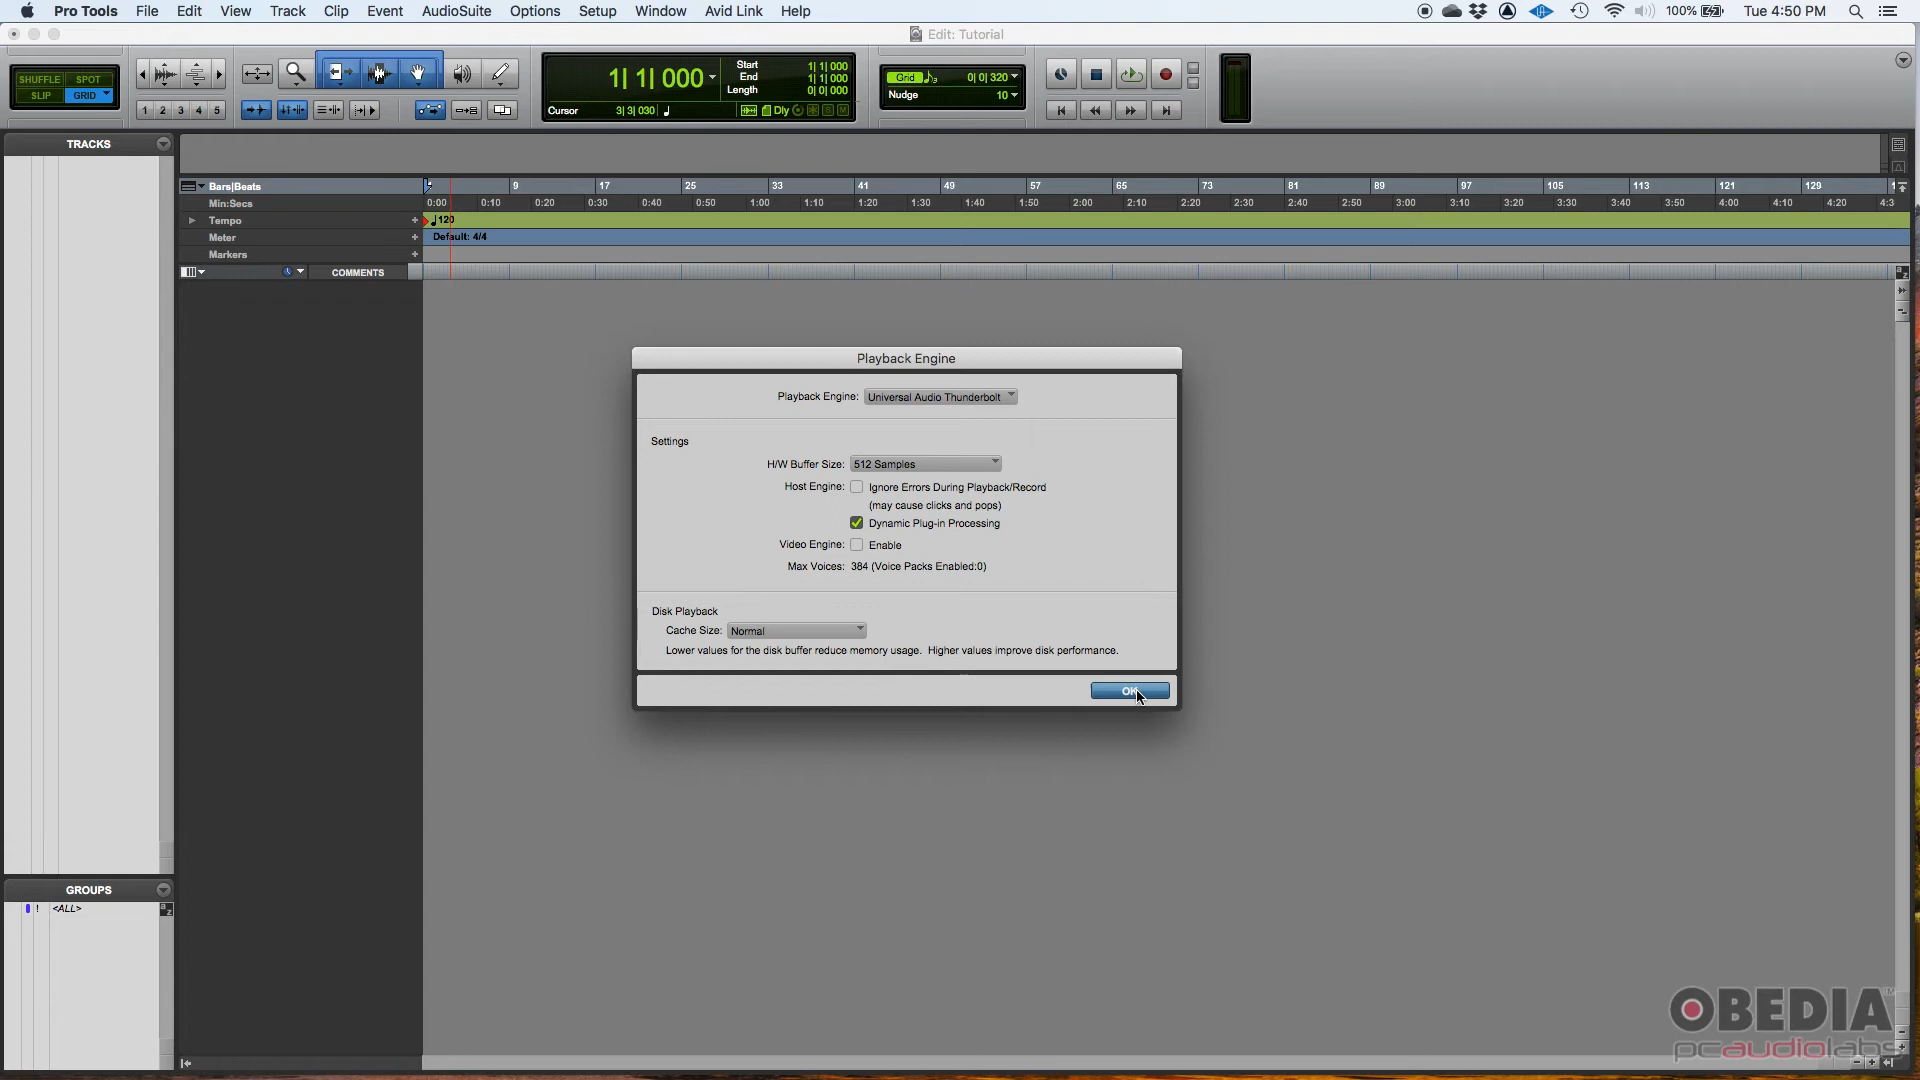 Pro Tools File Edit View Track Clip Event AudioSuite Options Setup Window Avid Link Help 100% Tue 4:50 PM
Edit: Tutorial
SHUFFLE SPOT
SLIP GRID
1 2 3 4 5
1| 1| 000
Start 1| 1| 000
End 1| 1| 000
Length 0| 0| 000
Cursor 3| 3| 030 Dly S M
Grid 0| 0| 320
Nudge 10
TRACKS
Bars|Beats 9 17 25 33 41 49 57 65 73 81 89 97 105 113 121 129
Min:Secs 0:00 0:10 0:20 0:30 0:40 0:50 1:00 1:10 1:20 1:30 1:40 1:50 2:00 2:10 2:20 2:30 2:40 2:50 3:00 3:10 3:20 3:30 3:40 3:50 4:00 4:10 4:20 4:3
Tempo + 120
Meter + Default: 4/4
Markers +
COMMENTS
Playback Engine
Playback Engine: Universal Audio Thunderbolt
Settings
H/W Buffer Size: 512 Samples
Host Engine: Ignore Errors During Playback/Record
(may cause clicks and pops)
Dynamic Plug-in Processing
Video Engine: Enable
Max Voices: 384 (Voice Packs Enabled:0)
Disk Playback
Cache Size: Normal
Lower values for the disk buffer reduce memory usage. Higher values improve disk performance.
OK
GROUPS
! <ALL>
OBEDIA
pcaudiolabs